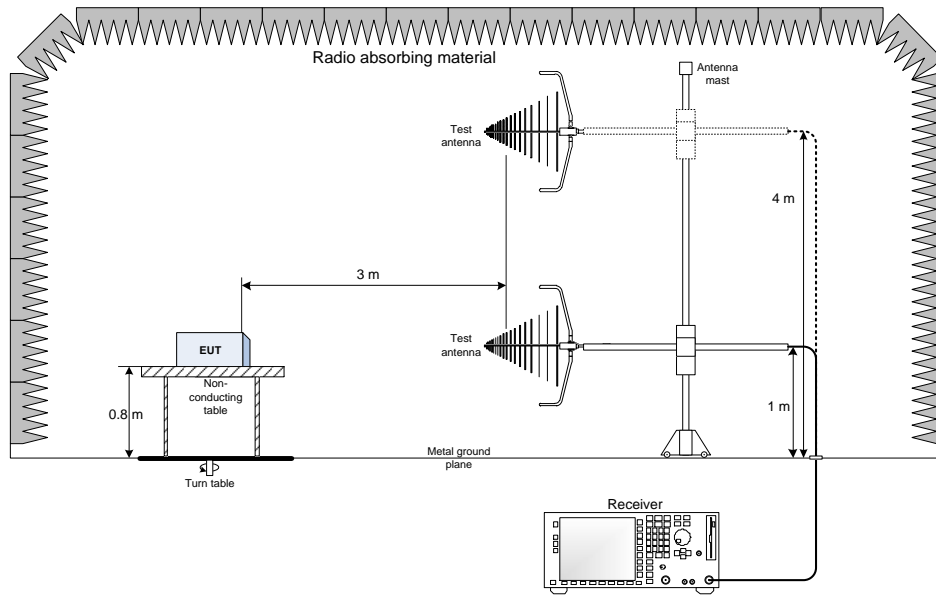 Radio absorbing material
Antenna
mast
Test
antenna
4 m
3 m
Test
antenna
EUT
Non-
conducting
table
0.8 m
1 m
Metal ground
plane
Turn table
Receiver